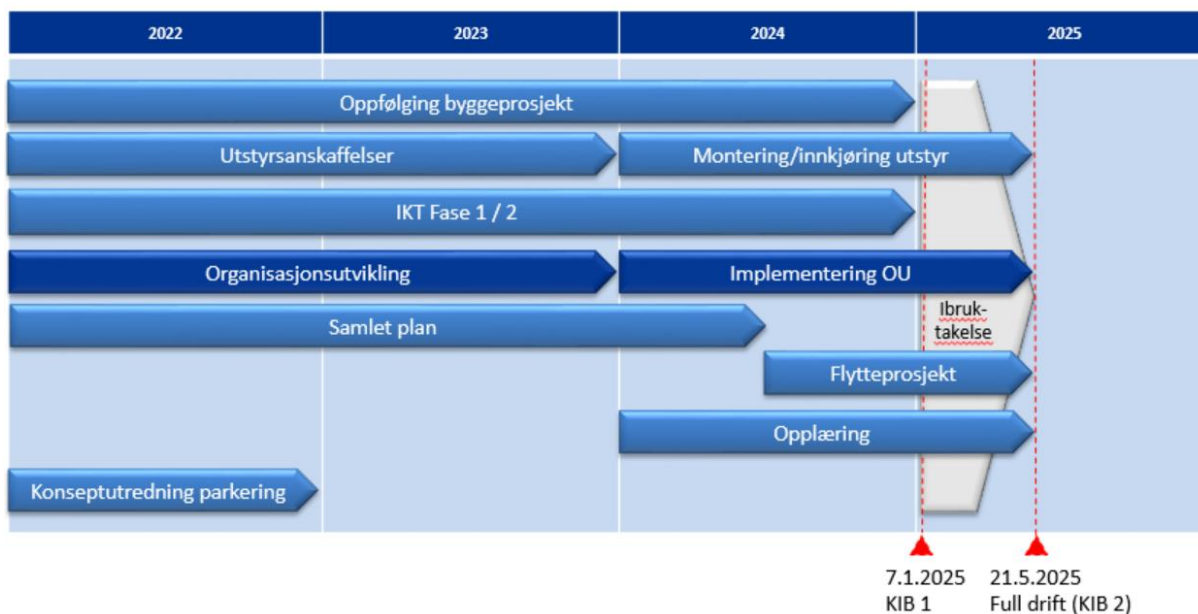 2022 2023 2024 2025
Oppfølging byggeprosjekt
Utstyrsanskaffelser Montering/innkjøring utstyr
IKT Fase 1 / 2
Organisasjonsutvikling Implementering OU
Samlet plan
Ibruk-
takelse
Flytteprosjekt
Opplæring
Konseptutredning parkering
7.1.2025 21.5.2025
KIB 1 Full drift (KIB 2)